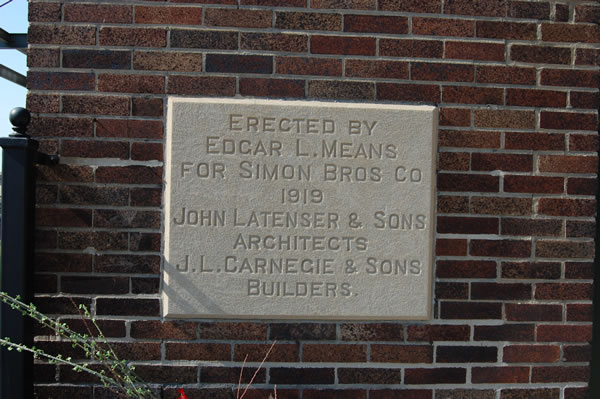 ERECTED BY
EDGAR L. MEANS
FOR SIMON BROS CO
1919
JOHN LATENSER & SONS
ARCHITECTS
J.L. CARNEGIE & SONS
BUILDERS.